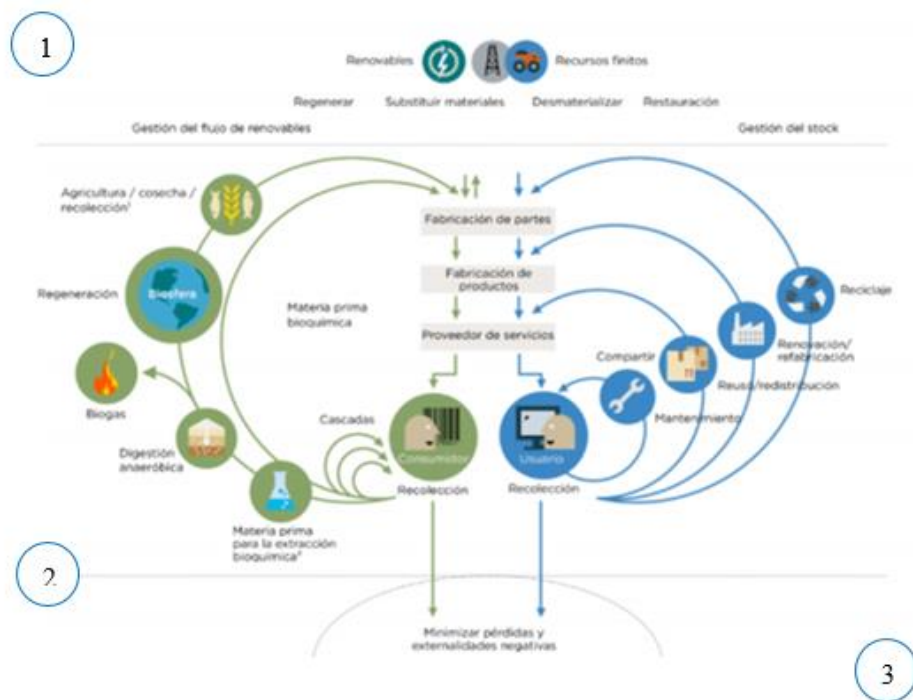 1
Renovables
Recursos finitos
Regenerar
Substituir materiales
Desmaterializar
Restauración
Gestión del flujo de renovables
Gestión del stock
Agricultura / cosecha /
recolección¹
Fabricación de partes
Biosfera
Regeneración
Fabricación de
productos
Reciclaje
Materia prima
bioquímica
Proveedor de servicios
Compartir
Renovación/
refabricación
Reuso/redistribución
Biogas
Cascadas
Mantenimiento
Digestión
anaeróbica
Consumidor
Usuario
Recolección
Recolección
Materia prima
para la extracción
bioquímica²
2
Minimizar pérdidas y
externalidades negativas
3